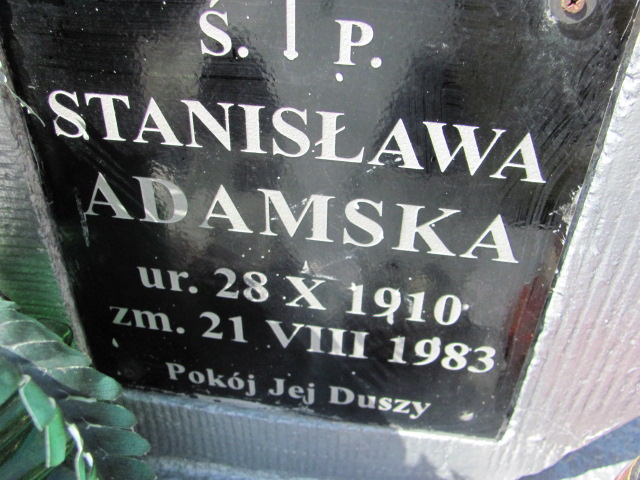 Ś. P.
STANISŁAWA
ADAMSKA
ur. 28 X 1910
zm. 21 VIII 1983
Pokój Jej Duszy